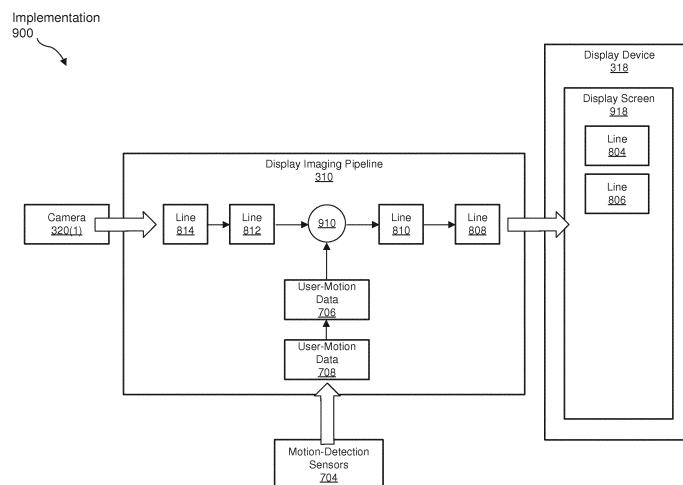 Implementation
900
Display Device
318
Display Screen
918
Line
804
Line
806
Display Imaging Pipeline
310
Camera
320(1)
Line
814
Line
812
910
Line
810
Line
808
User-Motion
Data
706
User-Motion
Data
708
Motion-Detection
Sensors
704